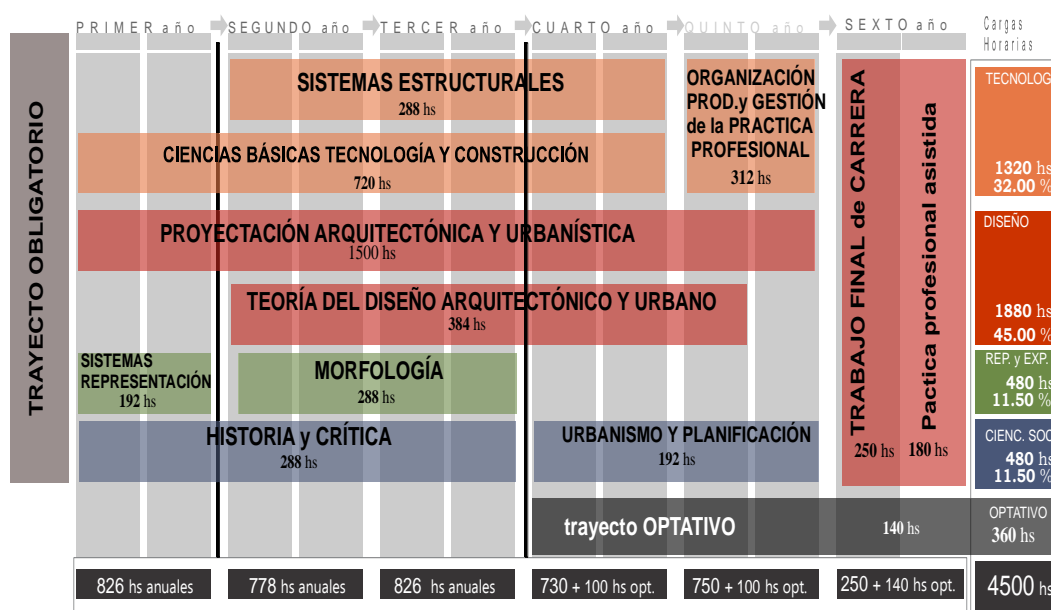 PRIMER año
SEGUNDO año
TERCER año
CUARTO año
QUINTO año
SEXTO año
Cargas
Horarias
TRAYECTO OBLIGATORIO
SISTEMAS ESTRUCTURALES
288 hs
ORGANIZACIÓN
PROD.y GESTIÓN
de la PRACTICA
PROFESIONAL
312 hs
CIENCIAS BÁSICAS TECNOLOGÍA Y CONSTRUCCIÓN
720 hs
PROYECTACIÓN ARQUITECTÓNICA Y URBANÍSTICA
1500 hs
TEORÍA DEL DISEÑO ARQUITECTÓNICO Y URBANO
384 hs
SISTEMAS
REPRESENTACIÓN
192 hs
MORFOLOGÍA
288 hs
HISTORIA y CRÍTICA
288 hs
URBANISMO Y PLANIFICACIÓN
192 hs
TRABAJO FINAL de CARRERA
250 hs
Pactica profesional asistida
180 hs
TECNOLOG
1320 hs
32.00 %
DISEÑO
1880 hs
45.00 %
REP. y EXP.
480 hs
11.50 %
CIENC. SOC
480 hs
11.50 %
trayecto OPTATIVO
140 hs
OPTATIVO
360 hs
826 hs anuales
778 hs anuales
826 hs anuales
730 + 100 hs opt.
750 + 100 hs opt.
250 + 140 hs opt.
4500 hs